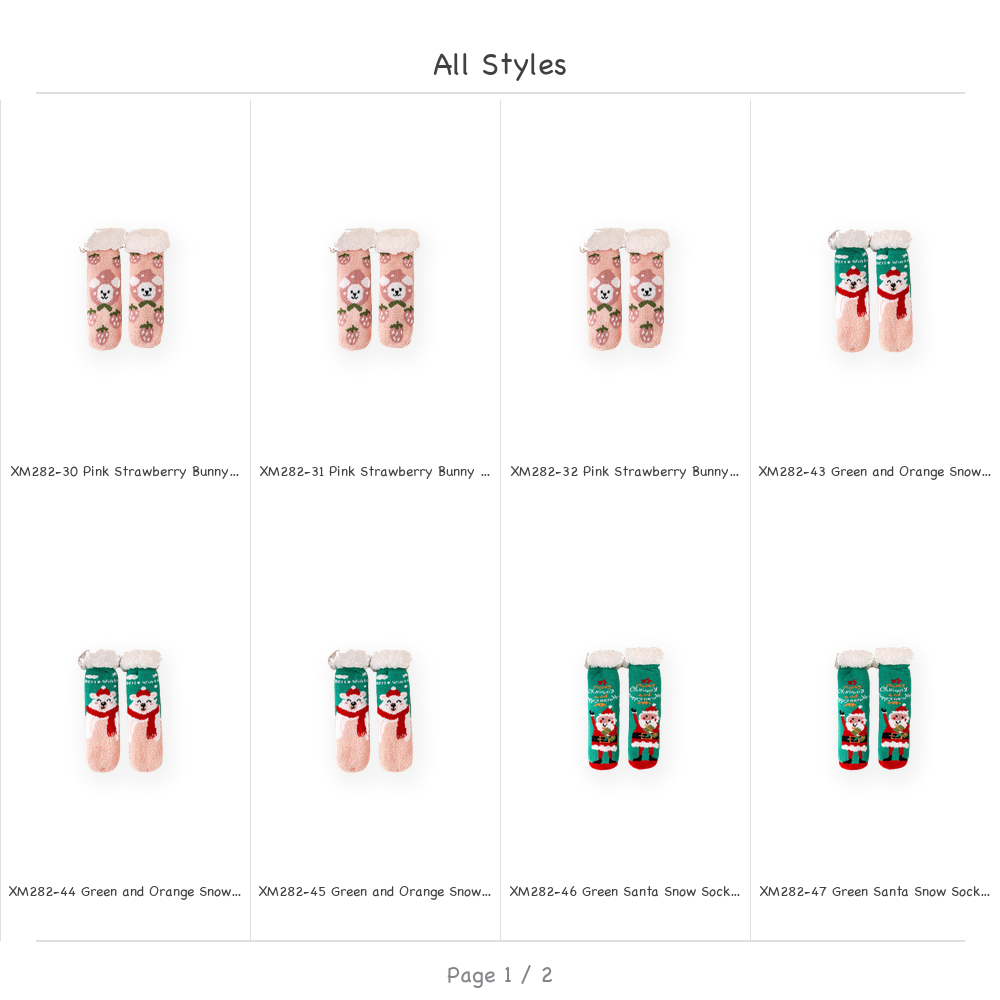 All Styles
XM282-30 Pink Strawberry Bunny...
XM282-31 Pink Strawberry Bunny ...
XM282-32 Pink Strawberry Bunny...
XM282-43 Green and Orange Snow...
XM282-44 Green and Orange Snow...
XM282-45 Green and Orange Snow...
XM282-46 Green Santa Snow Sock...
XM282-47 Green Santa Snow Sock...
Page 1 / 2